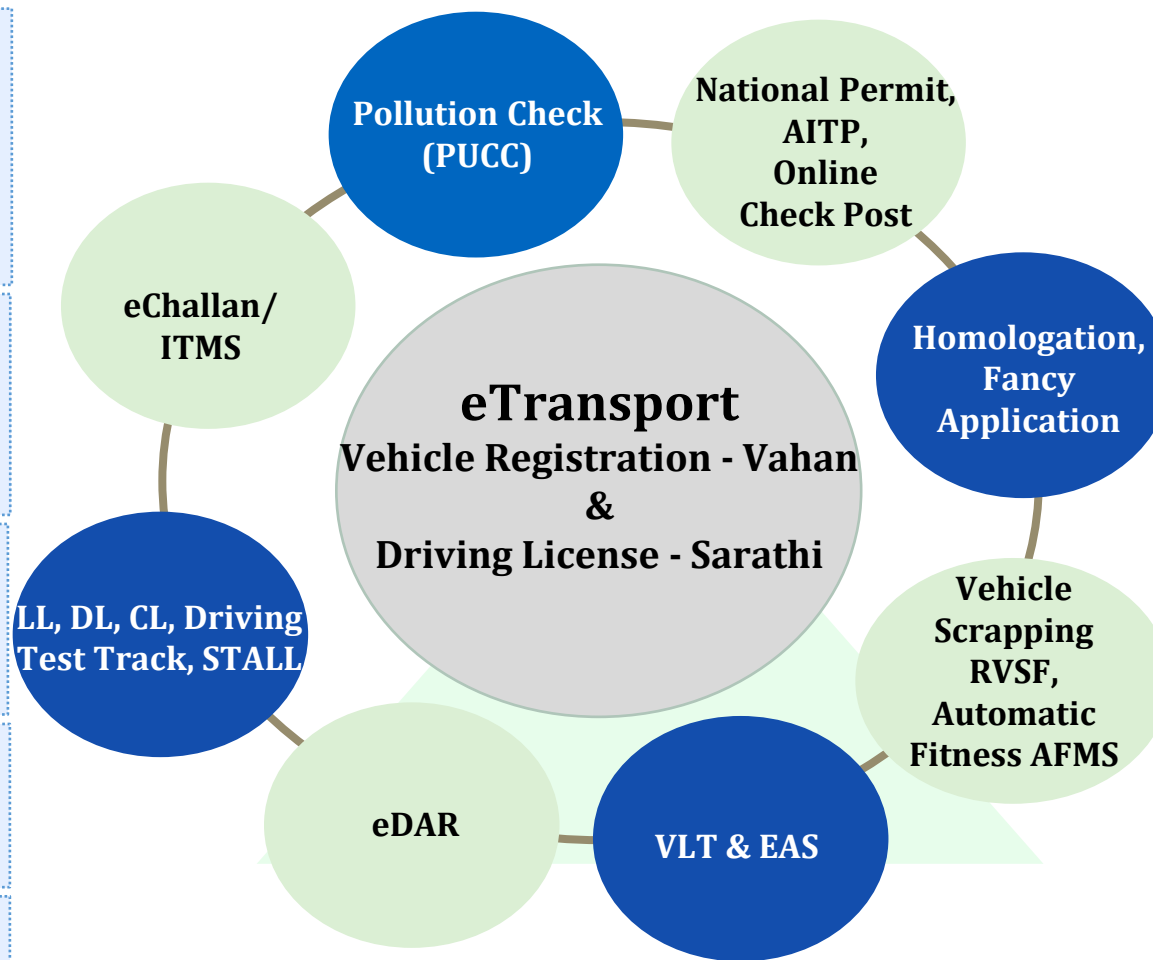 Pollution Check
(PUCC)
National Permit,
AITP,
Online
Check Post
Homologation,
Fancy
Application
Vehicle
Scrapping
RVSF,
Automatic
Fitness AFMS
VLT & EAS
eDAR
LL, DL, CL, Driving
Test Track, STALL
eChallan/
ITMS
eTransport
Vehicle Registration - Vahan
&
Driving License - Sarathi